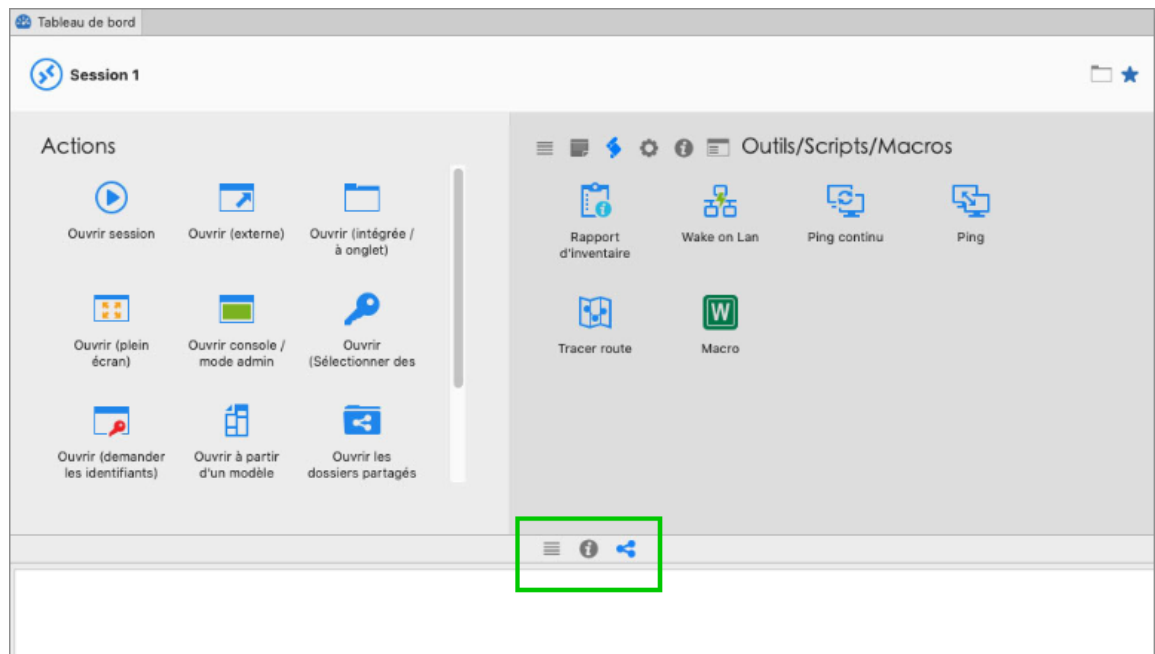 Tableau de bord
Session 1
Actions
Ouvrir session
Ouvrir (externe)
Ouvrir (intégrée /
à onglet)
Ouvrir (plein
écran)
Ouvrir console /
mode admin
Ouvrir
(Sélectionner des
Ouvrir (demander
les identifiants)
Ouvrir à partir
d'un modèle
Ouvrir les
dossiers partagés
Outils/Scripts/Macros
Rapport
d'inventaire
Wake on Lan
Ping continu
Ping
Tracer route
W
Macro